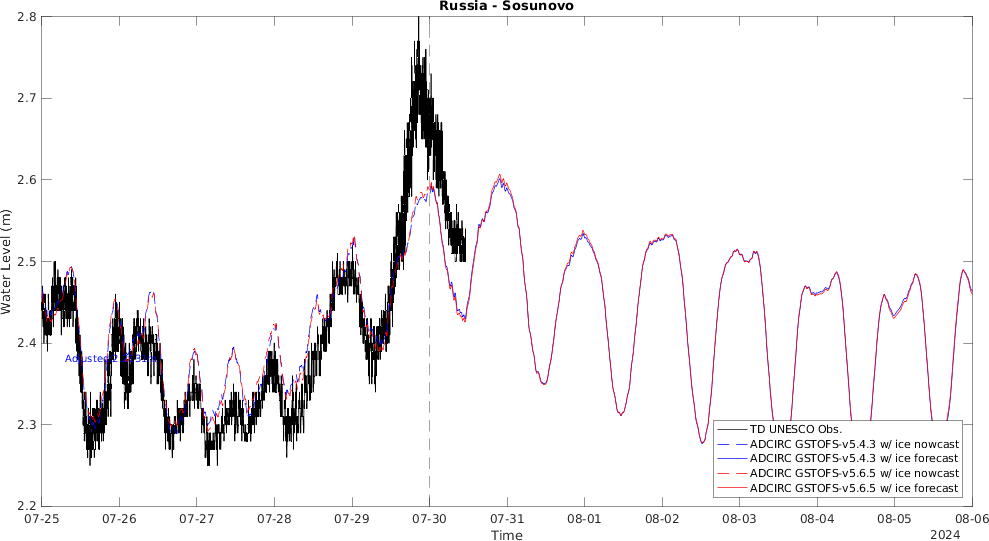 Russia - Sosunovo
Water Level (m)
2.8
2.7
2.6
2.5
2.4
2.3
2.2
TD UNESCO Obs.
ADCIRC GSTOFS-v5.4.3 w/ ice nowcast
ADCIRC GSTOFS-v5.4.3 w/ ice forecast
ADCIRC GSTOFS-v5.6.5 w/ ice nowcast
ADCIRC GSTOFS-v5.6.5 w/ ice forecast
07-25 07-26 07-27 07-28 07-29 07-30 07-31 08-01 08-02 08-03 08-04 08-05 08-06
Time
2024